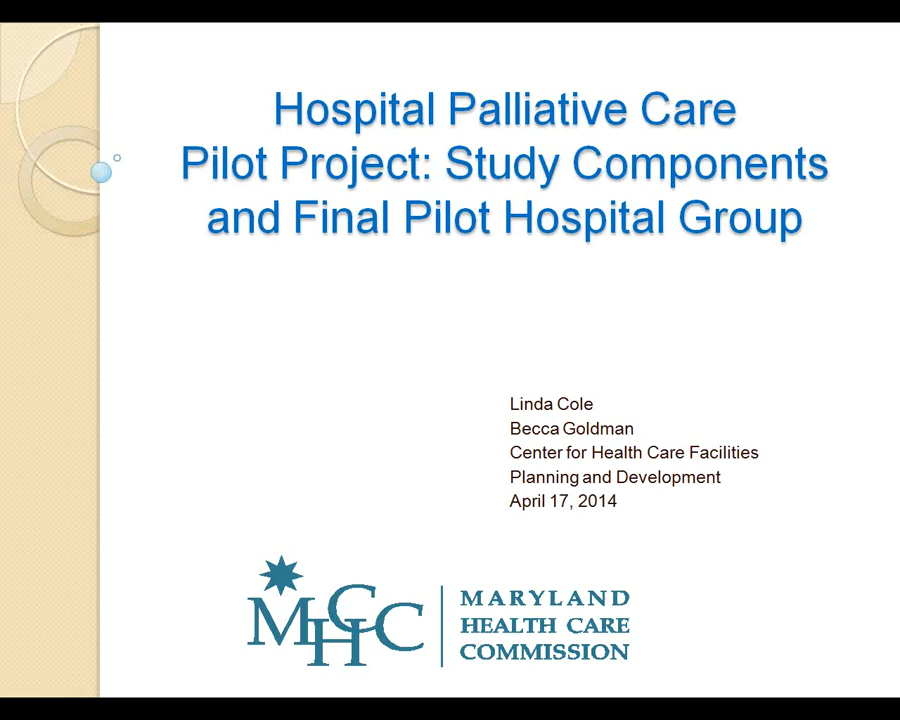 Hospital Palliative Care
Pilot Project: Study Components
and Final Pilot Hospital Group
Linda Cole
Becca Goldman
Center for Health Care Facilities
Planning and Development
April 17, 2014
MHCC
MARYLAND
HEALTH CARE
COMMISSION